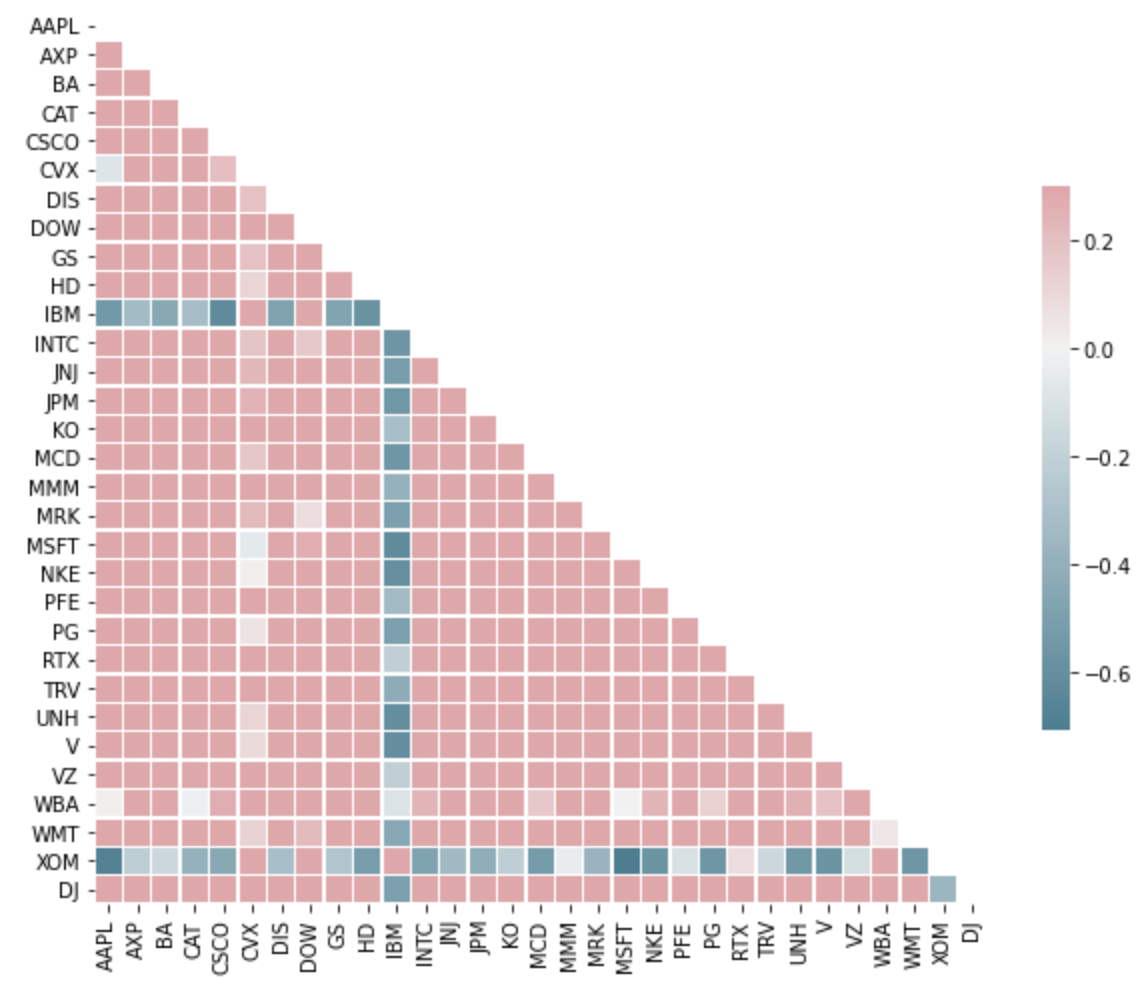 AAPL
AXP
BA
CAT
CSCO
CVX
DIS
DOW
GS
HD
IBM
INTC
JNJ
JPM
KO
MCD
MMM
MRK
MSFT
NKE
PFE
PG
RTX
TRV
UNH
V
VZ
WBA
WMT
XOM
DJ
AAPL AXP BA CAT CSCO CVX DIS DOW GS HD IBM INTC JNJ JPM KO MCD MMM MRK MSFT NKE PFE PG RTX TRV UNH V VZ WBA WMT XOM DJ
0.2
0.0
−0.2
−0.4
−0.6